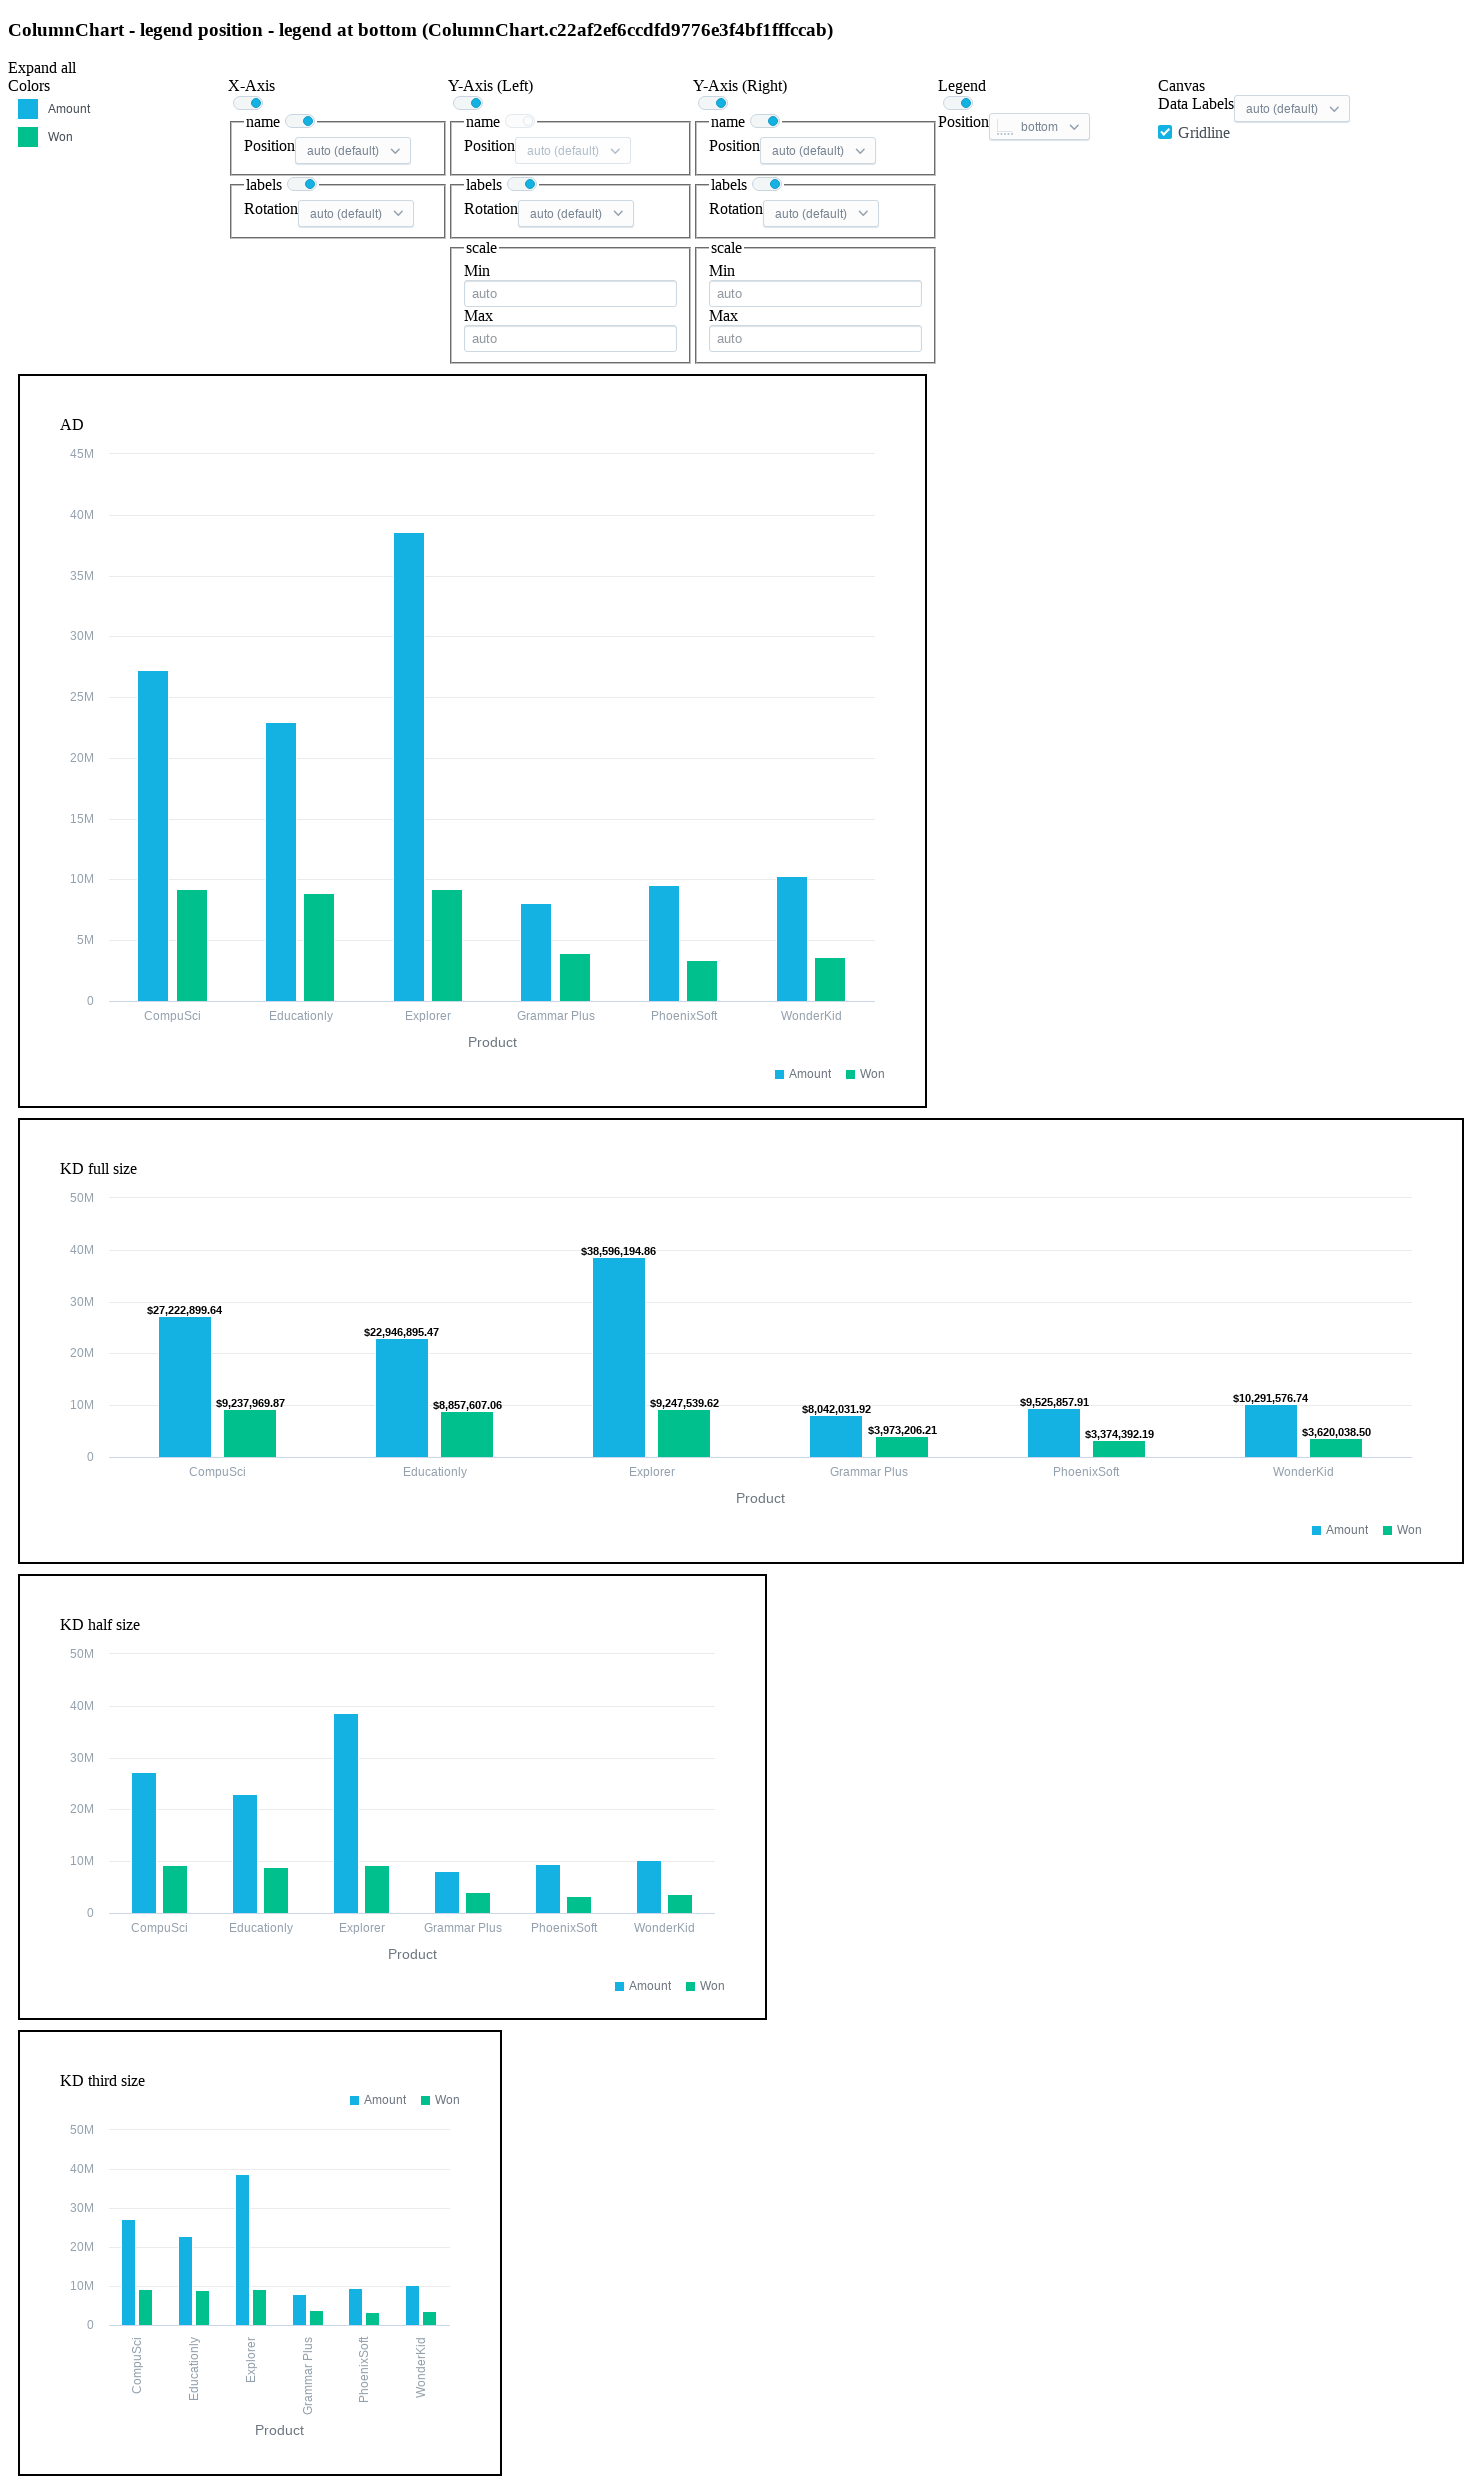 ColumnChart - legend position - legend at bottom (ColumnChart.c22af2ef6ccdfd9776e3f4bf1fffccab)
Expand all
Colors
Amount
Won
X-Axis
name
Position auto (default)
labels
Rotation auto (default)
Y-Axis (Left)
name
Position auto (default)
labels
Rotation auto (default)
scale
Min
auto
Max
auto
Y-Axis (Right)
name
Position auto (default)
labels
Rotation auto (default)
scale
Min
auto
Max
auto
Legend
Position bottom
Canvas
Data Labels auto (default)
Gridline
AD
45M
40M
35M
30M
25M
20M
15M
10M
5M
0
CompuSci Educationly Explorer Grammar Plus PhoenixSoft WonderKid
Product
Amount Won
KD full size
50M
40M
30M
20M
10M
0
$27,222,899.64
$9,237,969.87
$22,946,895.47
$8,857,607.06
$38,596,194.86
$9,247,539.62
$8,042,031.92
$3,973,206.21
$9,525,857.91
$3,374,392.19
$10,291,576.74
$3,620,038.50
CompuSci Educationly Explorer Grammar Plus PhoenixSoft WonderKid
Product
Amount Won
KD half size
50M
40M
30M
20M
10M
0
CompuSci Educationly Explorer Grammar Plus PhoenixSoft WonderKid
Product
Amount Won
KD third size
Amount Won
50M
40M
30M
20M
10M
0
CompuSci
Educationly
Explorer
Grammar Plus
PhoenixSoft
WonderKid
Product